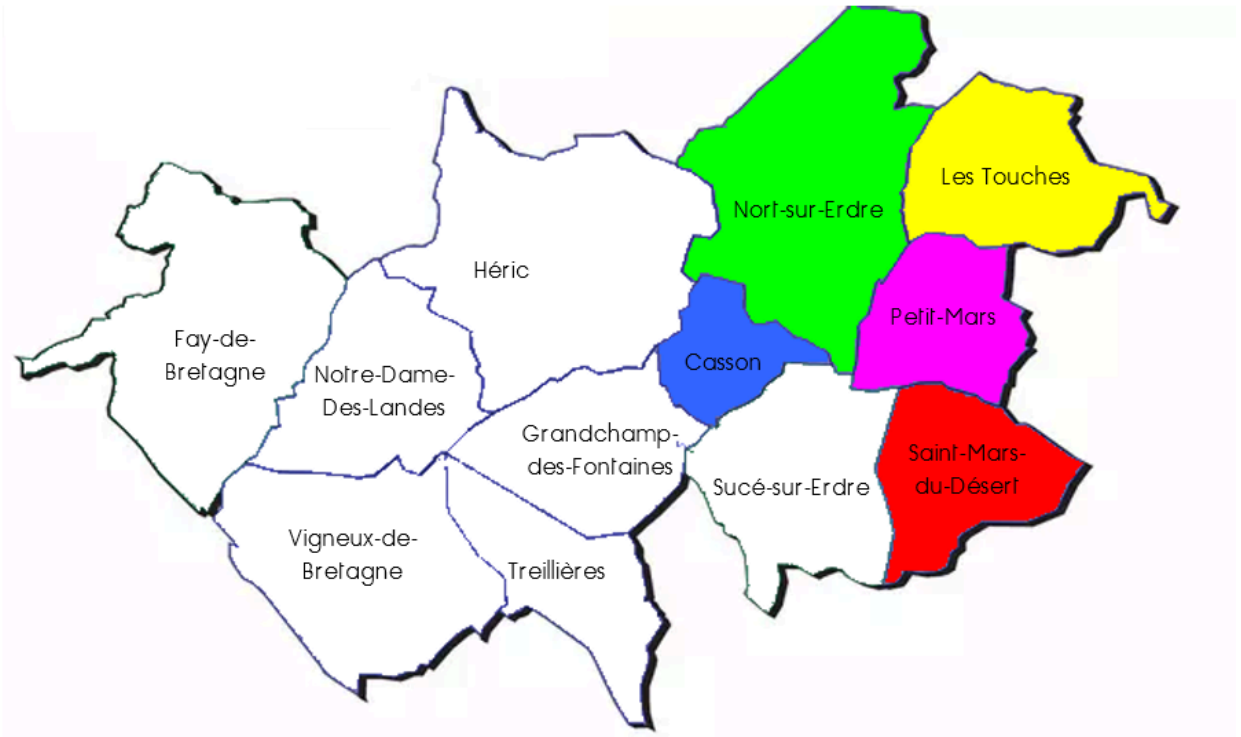 Les Touches
Nort-sur-Erdre
Héric
Petit-Mars
Fay-de-
Bretagne
Casson
Notre-Dame-
Des-Landes
Grandchamp-
des-Fontaines
Saint-Mars-
du-Désert
Sucé-sur-Erdre
Vigneux-de-
Bretagne
Treillières